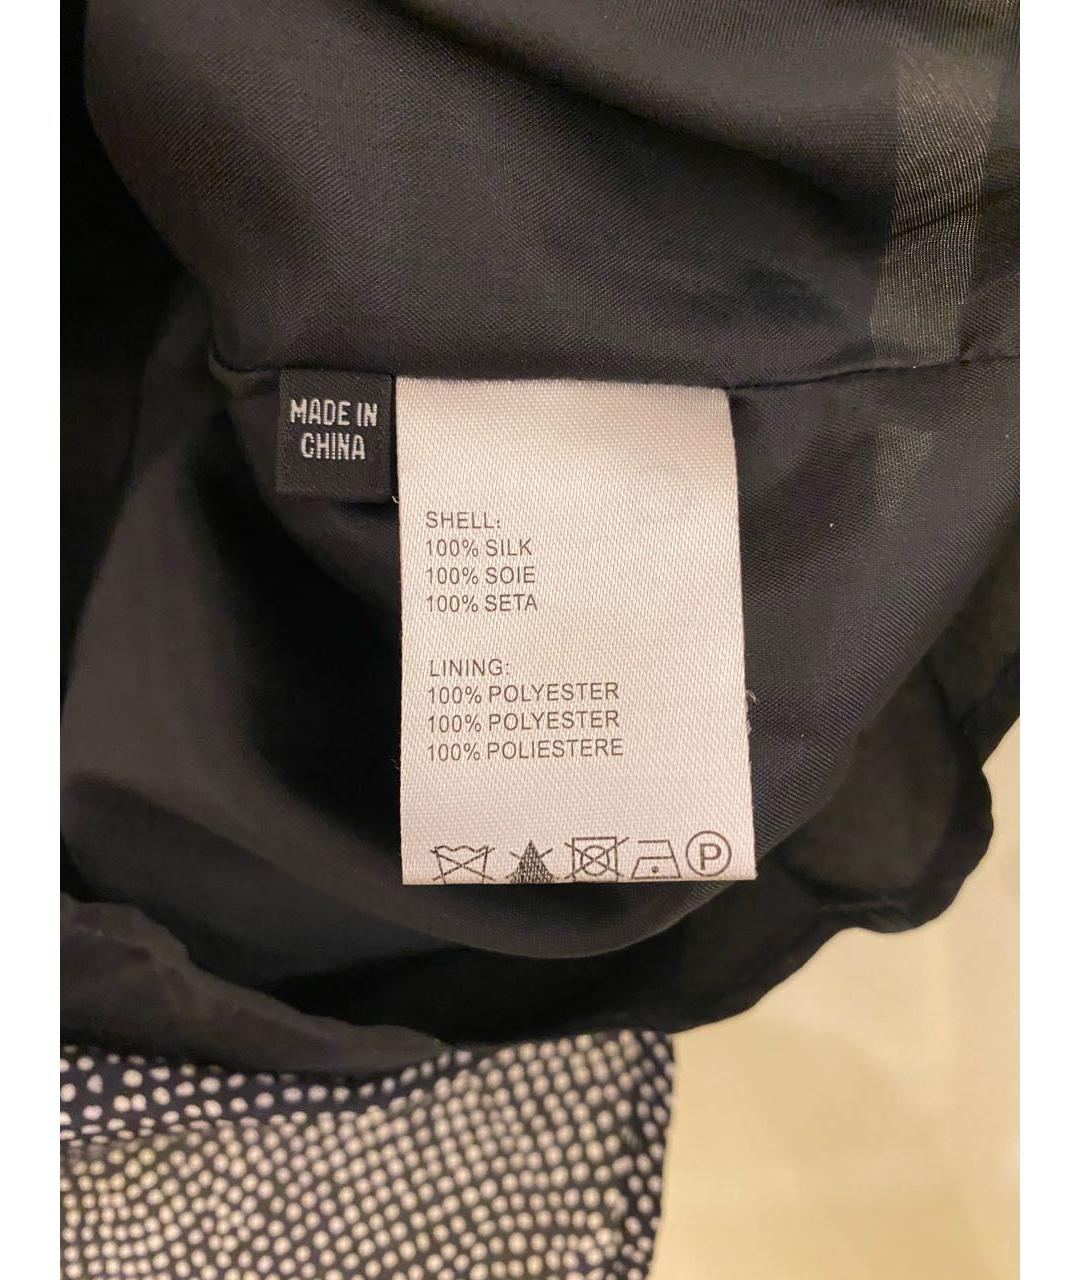 MADE IN
CHINA
SHELL:
100% SILK
100% SOIE
100% SETA
LINING:
100% POLYESTER
100% POLYESTER
100% POLIESTERE
P